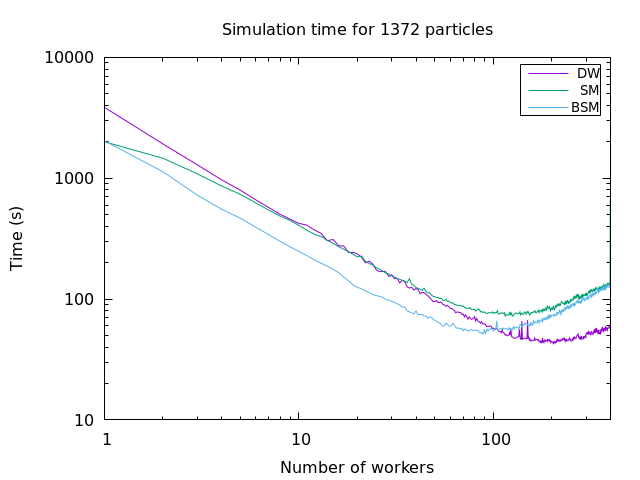 Simulation time for 1372 particles
10000
DW
SM
BSM
1000
Time (s)
100
10
1
10
100
Number of workers